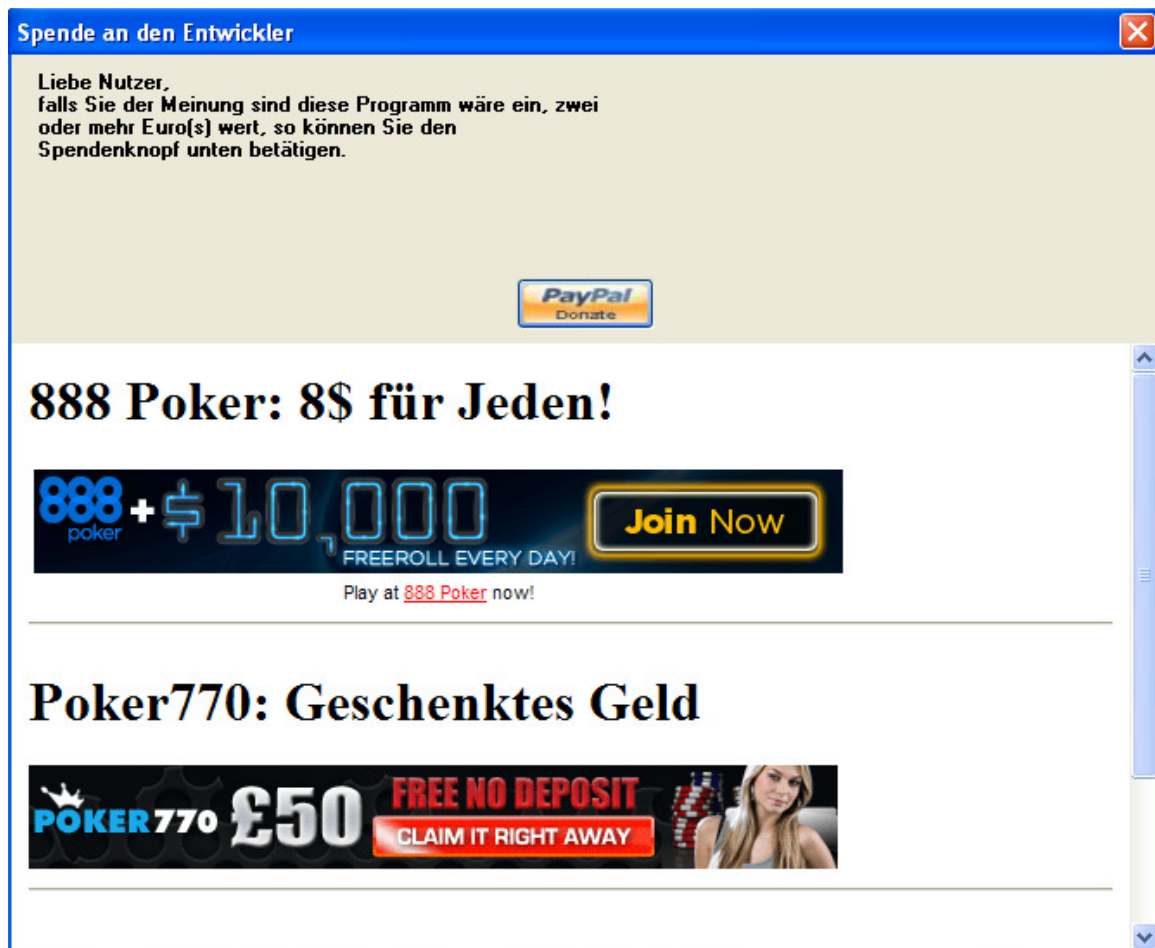 Spende an den Entwickler
Liebe Nutzer,
falls Sie der Meinung sind diese Programm wäre ein, zwei
oder mehr Euro(s) wert, so können Sie den
Spendenknopf unten betätigen.
PayPal
Donate
888 Poker: 8$ für Jeden!
888 + $10,000 Join Now
poker
FREEROLL EVERY DAY!
Play at 888 Poker now!
Poker770: Geschenktes Geld
POKER770 £50 FREE NO DEPOSIT
CLAIM IT RIGHT AWAY